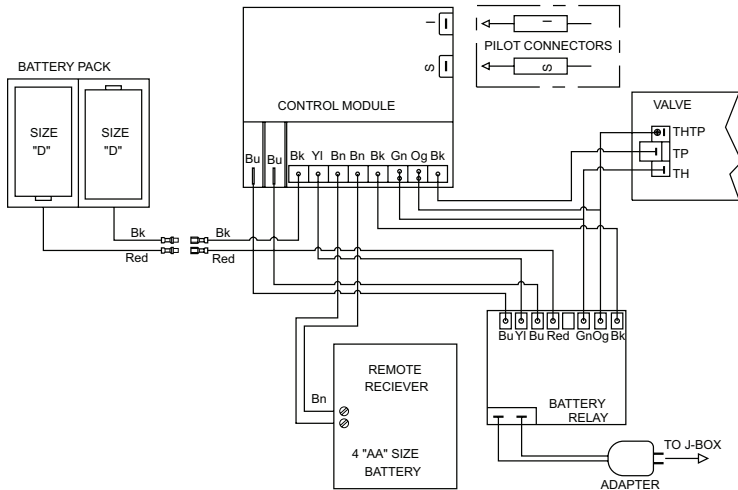 I
S
PILOT CONNECTORS
I
S
BATTERY PACK
SIZE
"D"
SIZE
"D"
CONTROL MODULE
Bu
Bu
Bk Yl Bn Bn Bk Gn Og Bk
VALVE
THTP
TP
TH
Bk
Red
Bk
Red
Bu Yl Bu Red Gn Og Bk
BATTERY
RELAY
REMOTE
RECIEVER
Bn
4 "AA" SIZE
BATTERY
TO J-BOX
ADAPTER